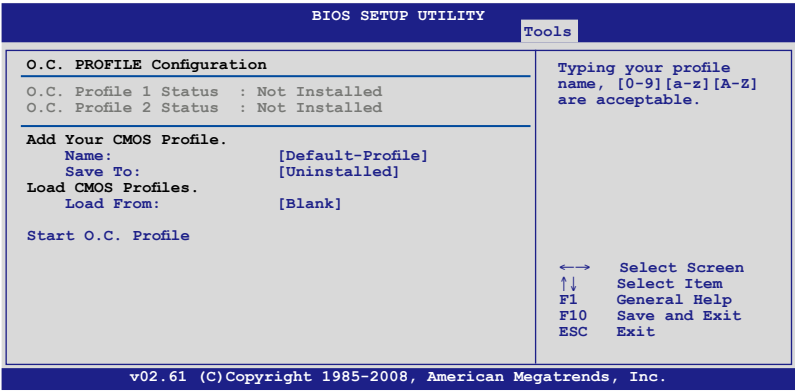 BIOS SETUP UTILITY
Tools
O.C. PROFILE Configuration
O.C. Profile 1 Status : Not Installed
O.C. Profile 2 Status : Not Installed
Add Your CMOS Profile.
Name: [Default-Profile]
Save To: [Uninstalled]
Load CMOS Profiles.
Load From: [Blank]
Start O.C. Profile
Typing your profile
name, [0-9][a-z][A-Z]
are acceptable.
←→ Select Screen
↑↓ Select Item
F1 General Help
F10 Save and Exit
ESC Exit
v02.61 (C)Copyright 1985-2008, American Megatrends, Inc.